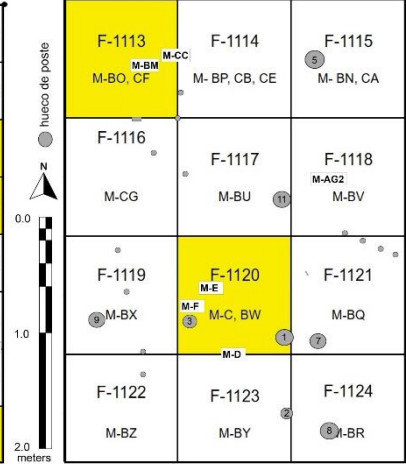 hueco de poste
N
0.0
1.0
2.0
meters
F-1113
M-BM
M-BO, CF
M-CC
F-1114
M- BP, CB, CE
F-1115
5
M- BN, CA
F-1116
M-CG
F-1117
M-BU
11
F-1118
M-AG2
M-BV
F-1119
9
M-BX
F-1120
M-E
M-F
3
M-C, BW
1
M-D
F-1121
M-BQ
7
F-1122
M-BZ
F-1123
M-BY
2
F-1124
M-BR